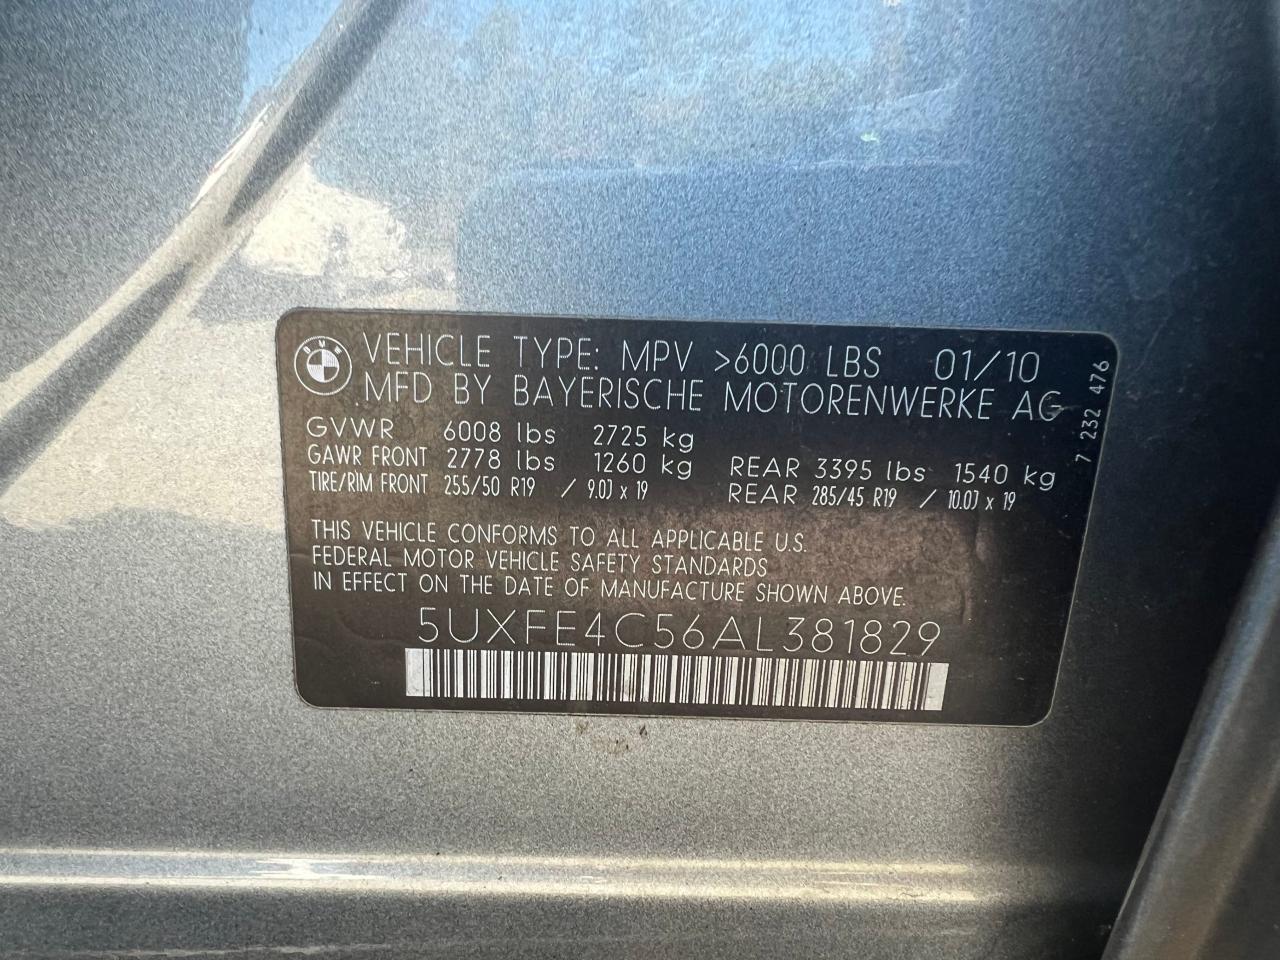 BMW
VEHICLE TYPE: MPV >6000 LBS 01/10
MFD BY BAYERISCHE MOTORENWERKE AG
GVWR 6008 lbs 2725 kg
GAWR FRONT 2778 lbs 1260 kg REAR 3395 lbs 1540 kg
TIRE/RIM FRONT 255/50 R19 / 9.0J x 19 REAR 285/45 R19 / 10.0J x 19
THIS VEHICLE CONFORMS TO ALL APPLICABLE U.S.
FEDERAL MOTOR VEHICLE SAFETY STANDARDS
IN EFFECT ON THE DATE OF MANUFACTURE SHOWN ABOVE.
5UXFE4C56AL381829
7 232 476